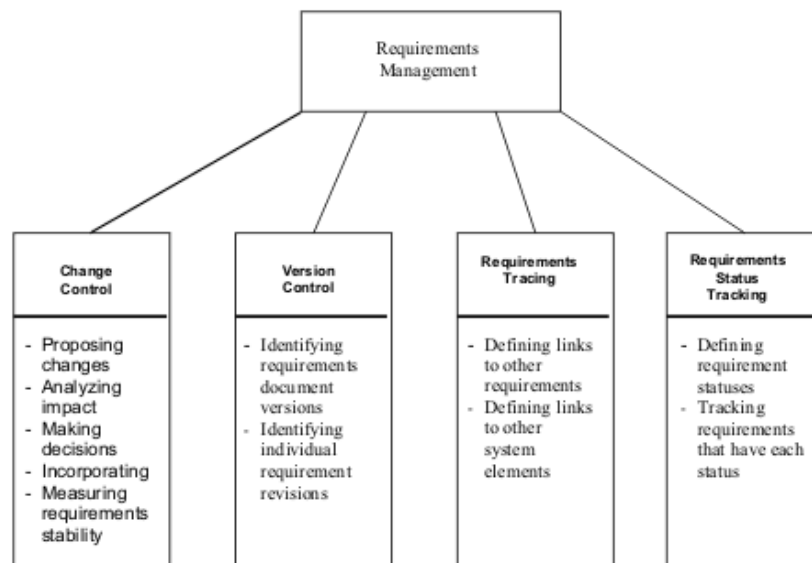 Requirements
Management
Change
Control
- Proposing
changes
- Analyzing
impact
- Making
decisions
- Incorporating
- Measuring
requirements
stability
Version
Control
- Identifying
requirements
document
versions
- Identifying
individual
requirement
revisions
Requirements
Tracing
- Defining links
to other
requirements
- Defining links
to other
system
elements
Requirements
Status
Tracking
- Defining
requirement
statuses
- Tracking
requirements
that have each
status